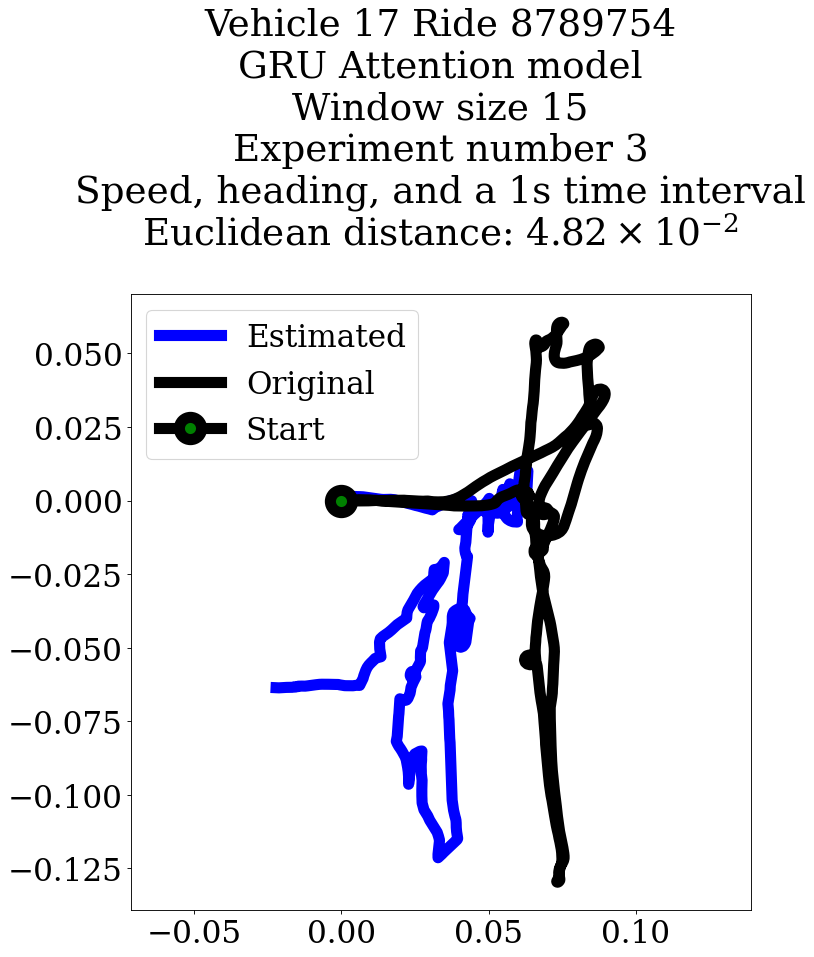 Vehicle 17 Ride 8789754
GRU Attention model
Window size 15
Experiment number 3
Speed, heading, and a 1s time interval
Euclidean distance: 4.82 × 10⁻²
Estimated
Original
Start
0.050
0.025
0.000
−0.025
−0.050
−0.075
−0.100
−0.125
−0.05 0.00 0.05 0.10